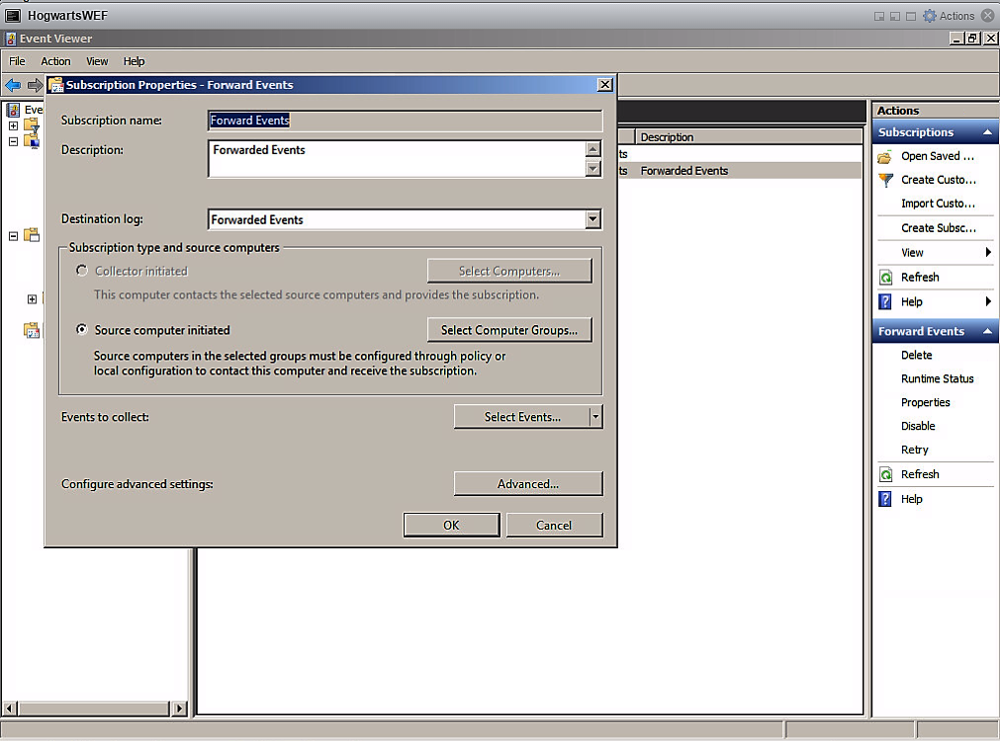 HogwartsWEF
Actions
Event Viewer
File Action View Help
Subscription Properties - Forward Events
Subscription name: Forward Events
Description: Forwarded Events
Destination log: Forwarded Events
Subscription type and source computers
Collector initiated Select Computers...
This computer contacts the selected source computers and provides the subscription.
Source computer initiated Select Computer Groups...
Source computers in the selected groups must be configured through policy or
local configuration to contact this computer and receive the subscription.
Events to collect: Select Events...
Configure advanced settings: Advanced...
OK Cancel
Eve
Description
ts
ts Forwarded Events
Actions
Subscriptions
Open Saved ...
Create Custo...
Import Custo...
Create Subsc...
View
Refresh
Help
Forward Events
Delete
Runtime Status
Properties
Disable
Retry
Refresh
Help